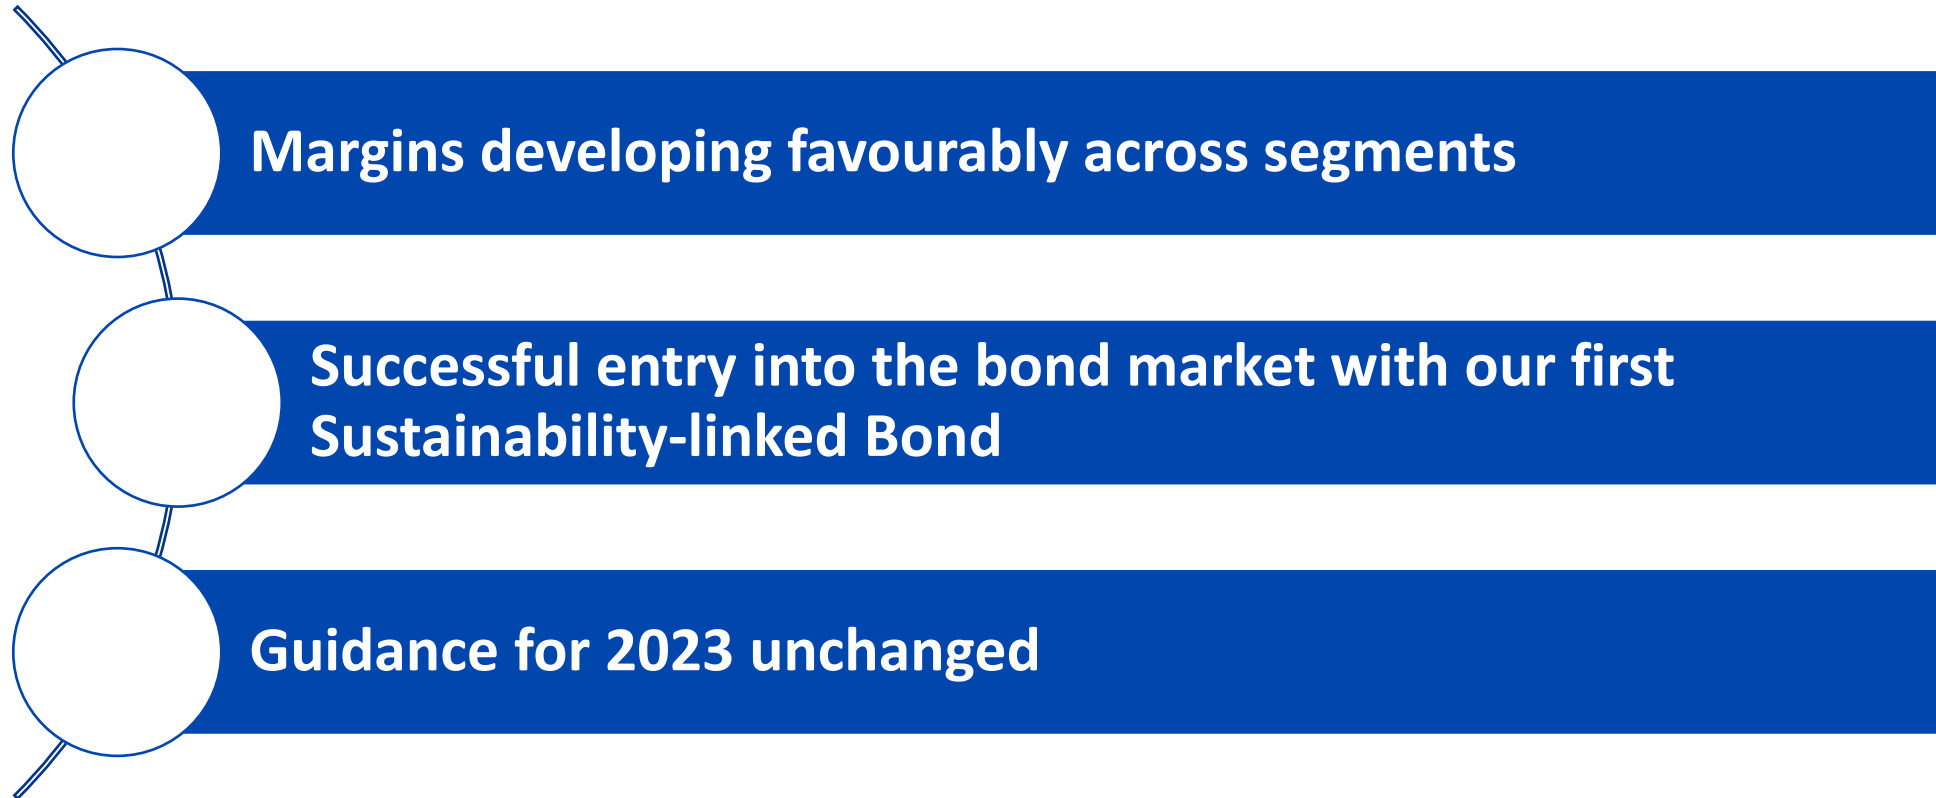 Margins developing favourably across segments
Successful entry into the bond market with our first
Sustainability-linked Bond
Guidance for 2023 unchanged